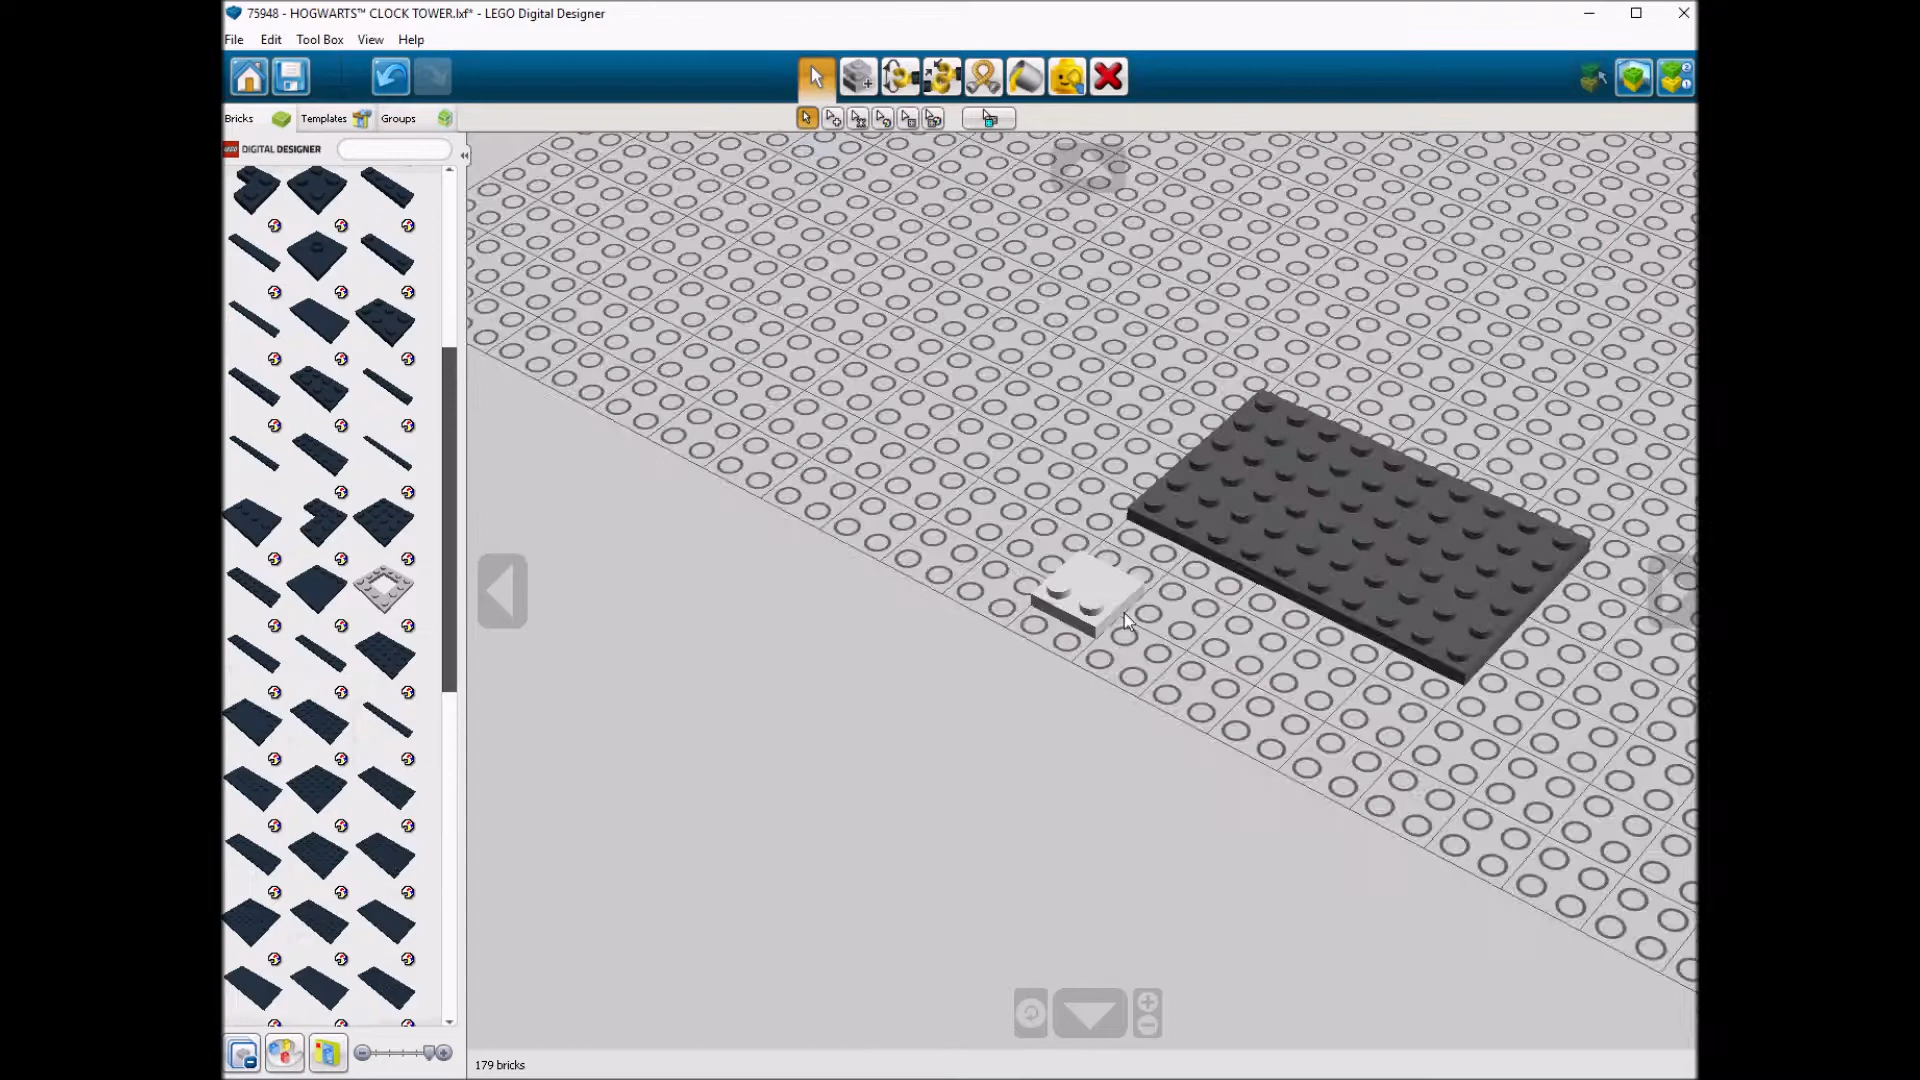 75948 - HOGWARTS™ CLOCK TOWER.lxf* - LEGO Digital Designer
File Edit Tool Box View Help
Bricks Templates Groups
LEGO DIGITAL DESIGNER
179 bricks